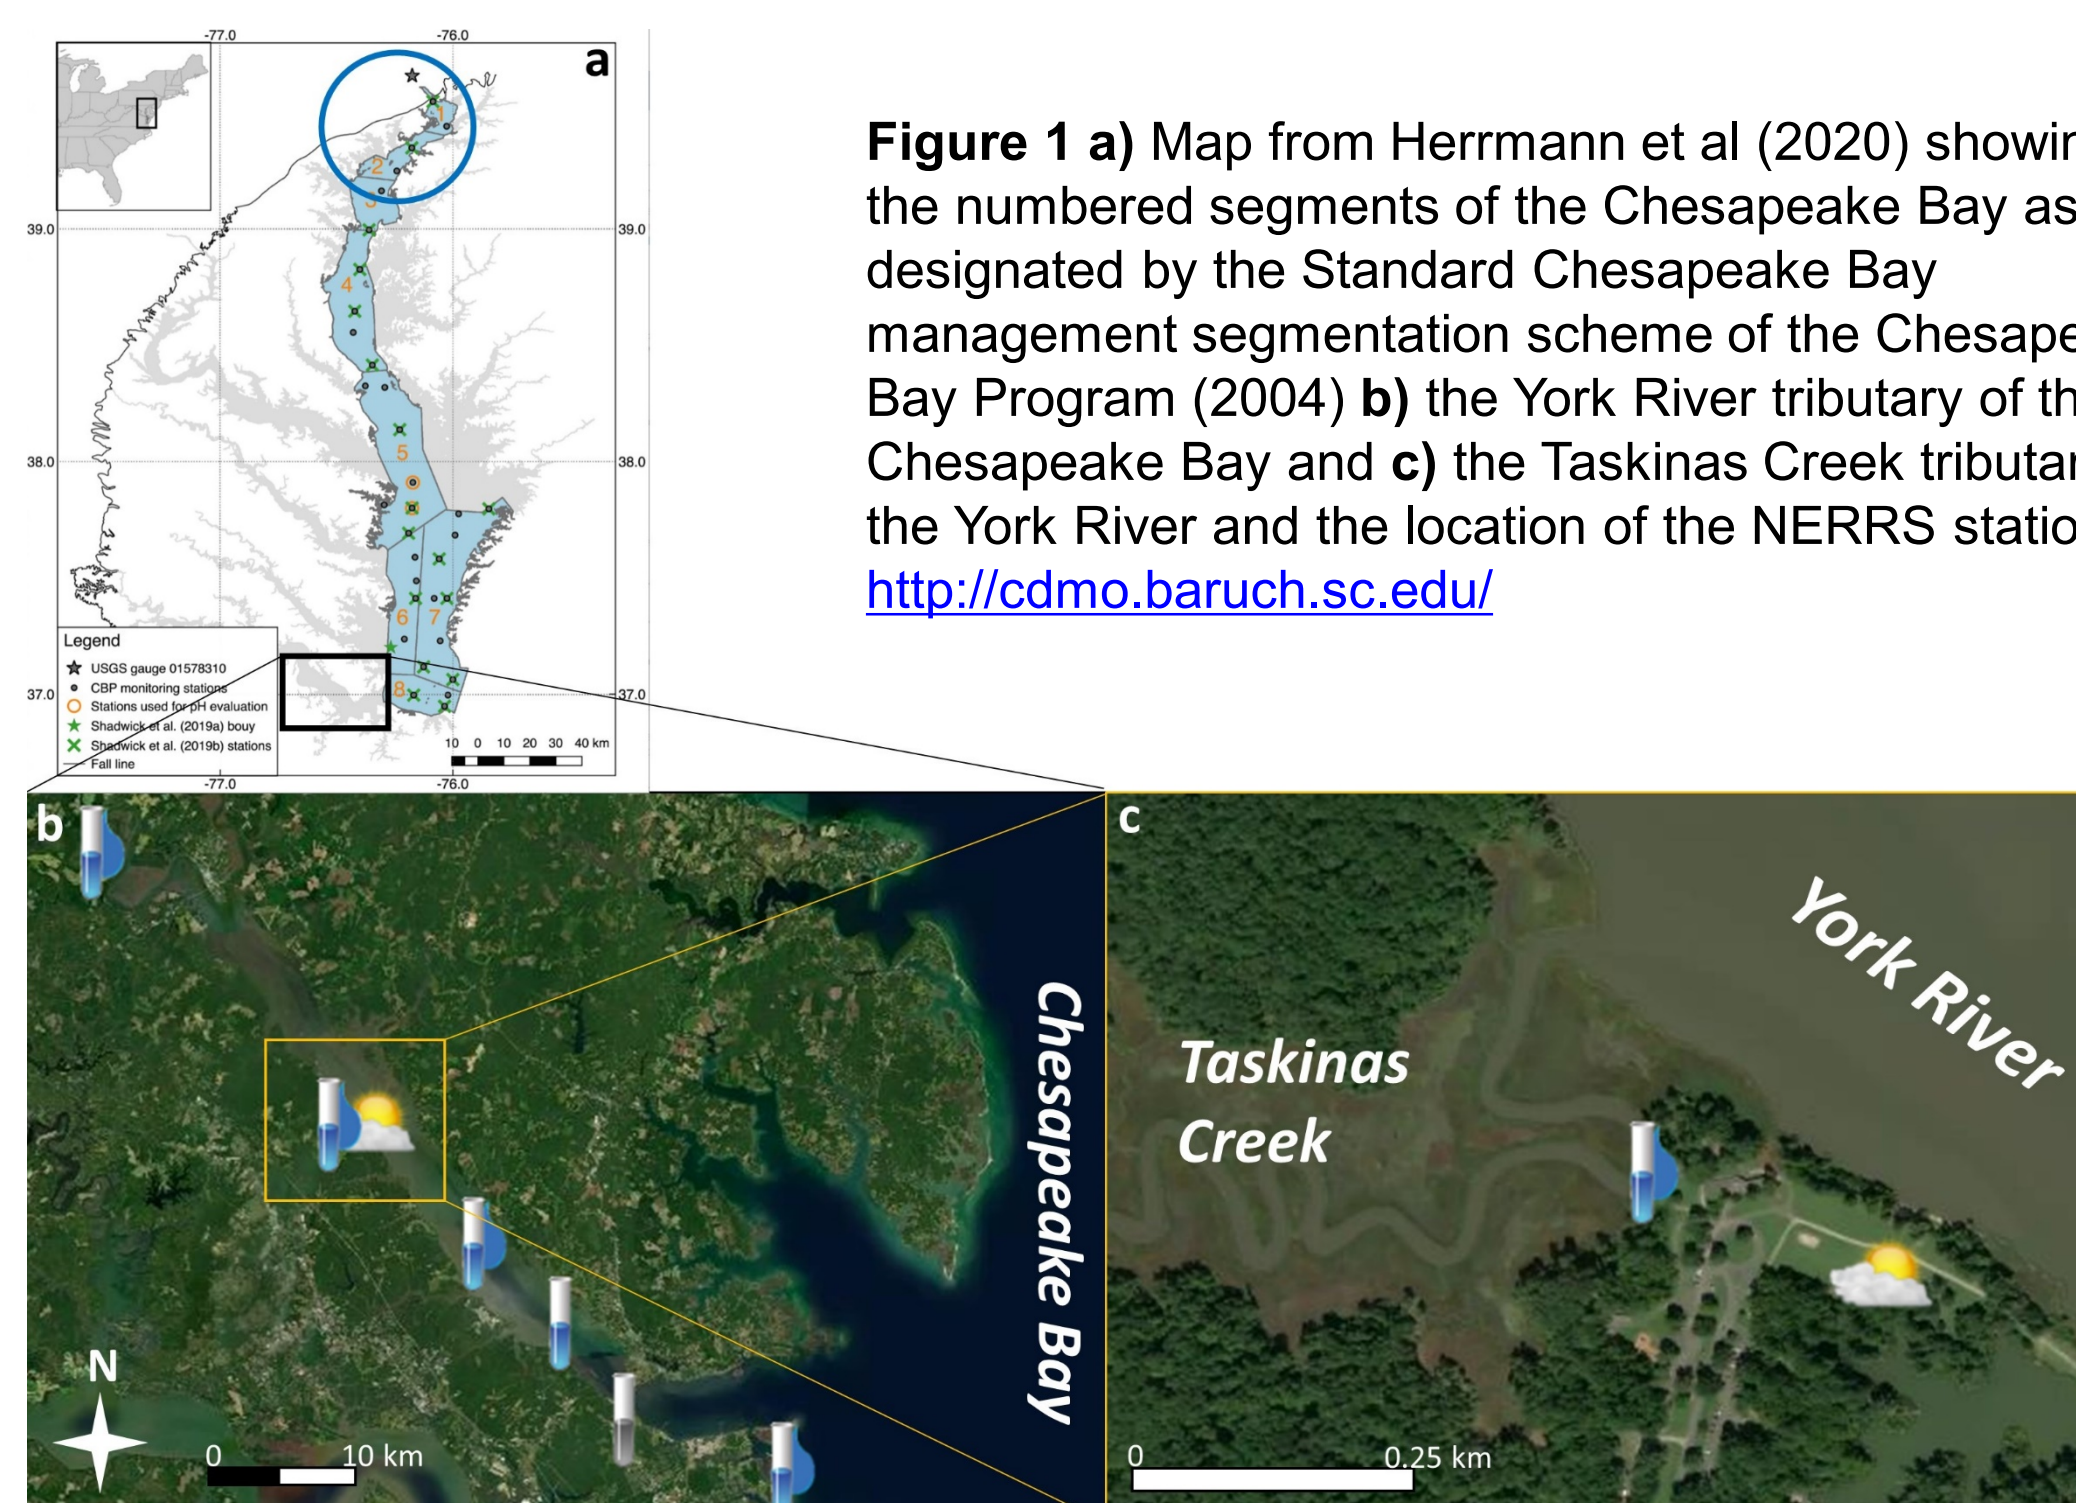 -77.0
-76.0
a
1
2
3
39.0
39.0
4
5
38.0
38.0
6
7
8
37.0
37.0
Legend
USGS gauge 01578310
CBP monitoring stations
Stations used for pH evaluation
Shadwick et al. (2019a) bouy
Shadwick et al. (2019b) stations
Fall line
10 0 10 20 30 40 km
-77.0
-76.0
Figure 1 a) Map from Herrmann et al (2020) showin
the numbered segments of the Chesapeake Bay as
designated by the Standard Chesapeake Bay
management segmentation scheme of the Chesape
Bay Program (2004) b) the York River tributary of th
Chesapeake Bay and c) the Taskinas Creek tributar
the York River and the location of the NERRS statio
http://cdmo.baruch.sc.edu/
b
Chesapeake Bay
N
0 10 km
c
York River
Taskinas
Creek
0 0.25 km